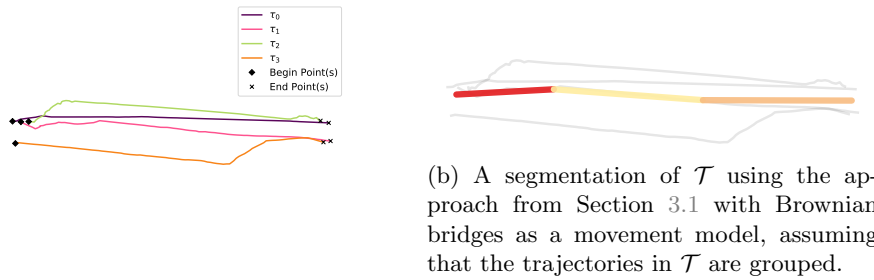 τ₀
τ₁
τ₂
τ₃
Begin Point(s)
End Point(s)
(b) A segmentation of 𝒯 using the ap-
proach from Section 3.1 with Brownian
bridges as a movement model, assuming
that the trajectories in 𝒯 are grouped.